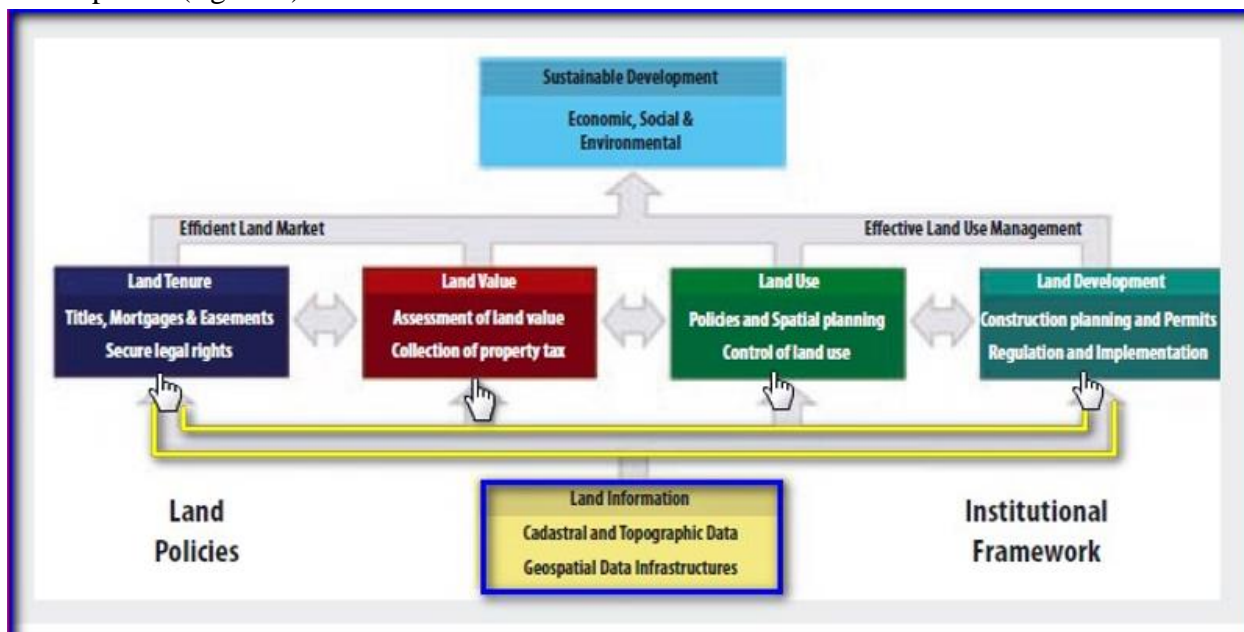 Sustainable Development
Economic, Social &
Environmental
Efficient Land Market
Effective Land Use Management
Land Tenure
Titles, Mortgages & Easements
Secure legal rights
Land Value
Assessment of land value
Collection of property tax
Land Use
Policies and Spatial planning
Control of land use
Land Development
Construction planning and Permits
Regulation and Implementation
Land
Policies
Land Information
Cadastral and Topographic Data
Geospatial Data Infrastructures
Institutional
Framework